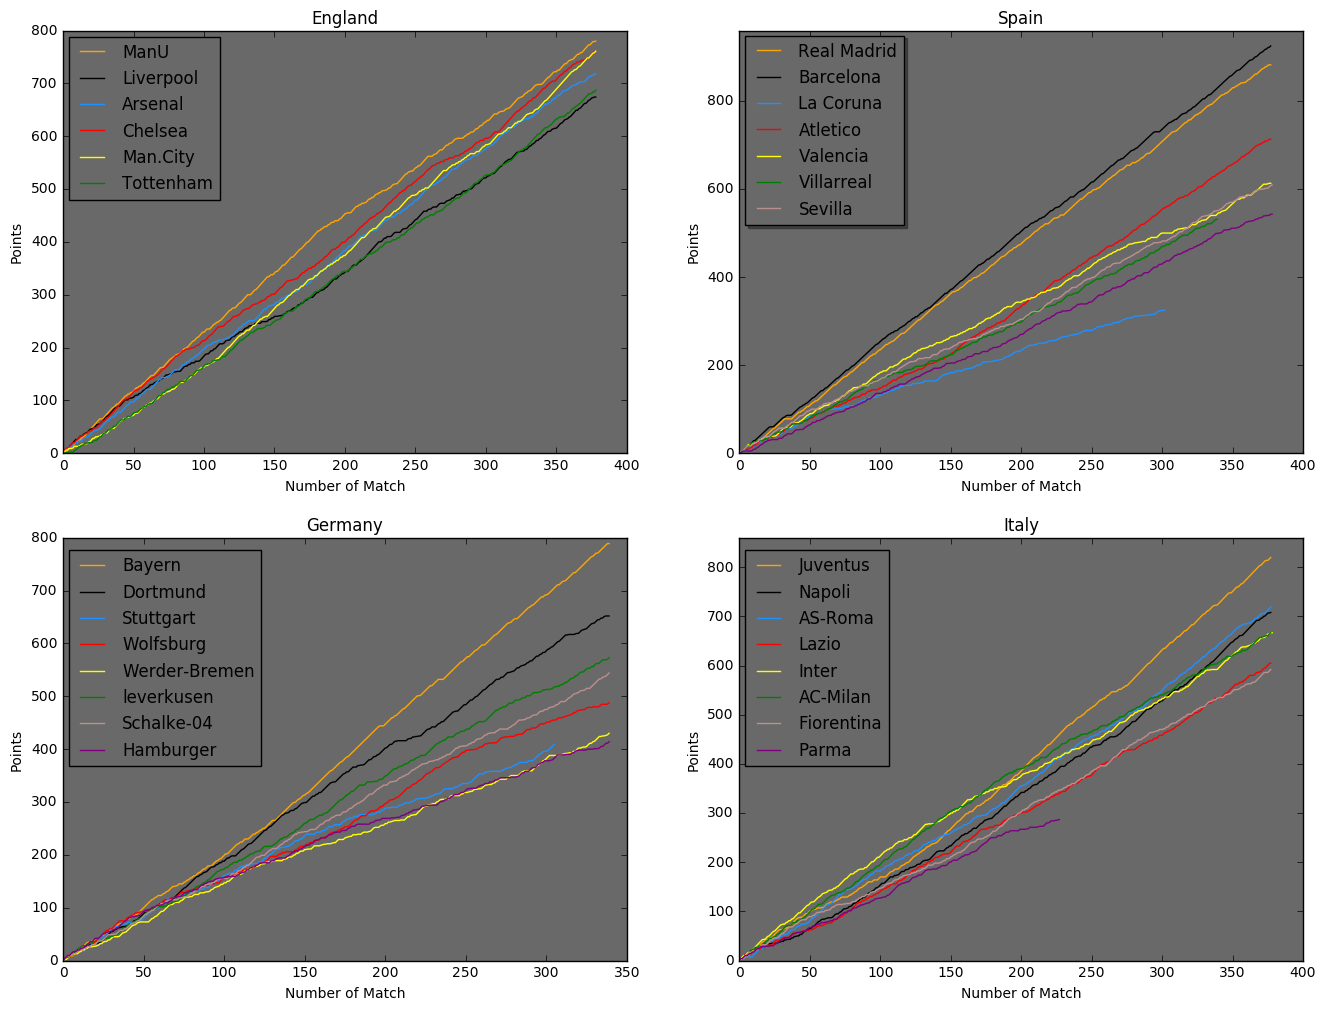 England
800
700
600
500
400
300
200
100
0
Points
ManU
Liverpool
Arsenal
Chelsea
Man.City
Tottenham
0 50 100 150 200 250 300 350 400
Number of Match
Spain
800
600
400
200
0
Points
Real Madrid
Barcelona
La Coruna
Atletico
Valencia
Villarreal
Sevilla
0 50 100 150 200 250 300 350 400
Number of Match
Germany
800
700
600
500
400
300
200
100
0
Points
Bayern
Dortmund
Stuttgart
Wolfsburg
Werder-Bremen
leverkusen
Schalke-04
Hamburger
0 50 100 150 200 250 300 350
Number of Match
Italy
800
700
600
500
400
300
200
100
0
Points
Juventus
Napoli
AS-Roma
Lazio
Inter
AC-Milan
Fiorentina
Parma
0 50 100 150 200 250 300 350 400
Number of Match